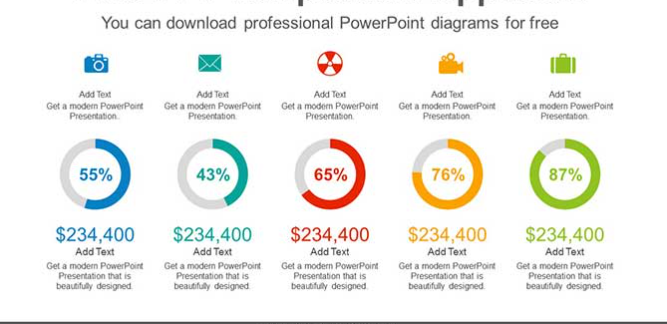 You can download professional PowerPoint diagrams for free
Add Text
Get a modern PowerPoint
Presentation.
Add Text
Get a modern PowerPoint
Presentation.
Add Text
Get a modern PowerPoint
Presentation.
Add Text
Get a modern PowerPoint
Presentation.
Add Text
Get a modern PowerPoint
Presentation.
55%
43%
65%
76%
87%
$234,400
Add Text
Get a modern PowerPoint
Presentation that is
beautifully designed.
$234,400
Add Text
Get a modern PowerPoint
Presentation that is
beautifully designed.
$234,400
Add Text
Get a modern PowerPoint
Presentation that is
beautifully designed.
$234,400
Add Text
Get a modern PowerPoint
Presentation that is
beautifully designed.
$234,400
Add Text
Get a modern PowerPoint
Presentation that is
beautifully designed.